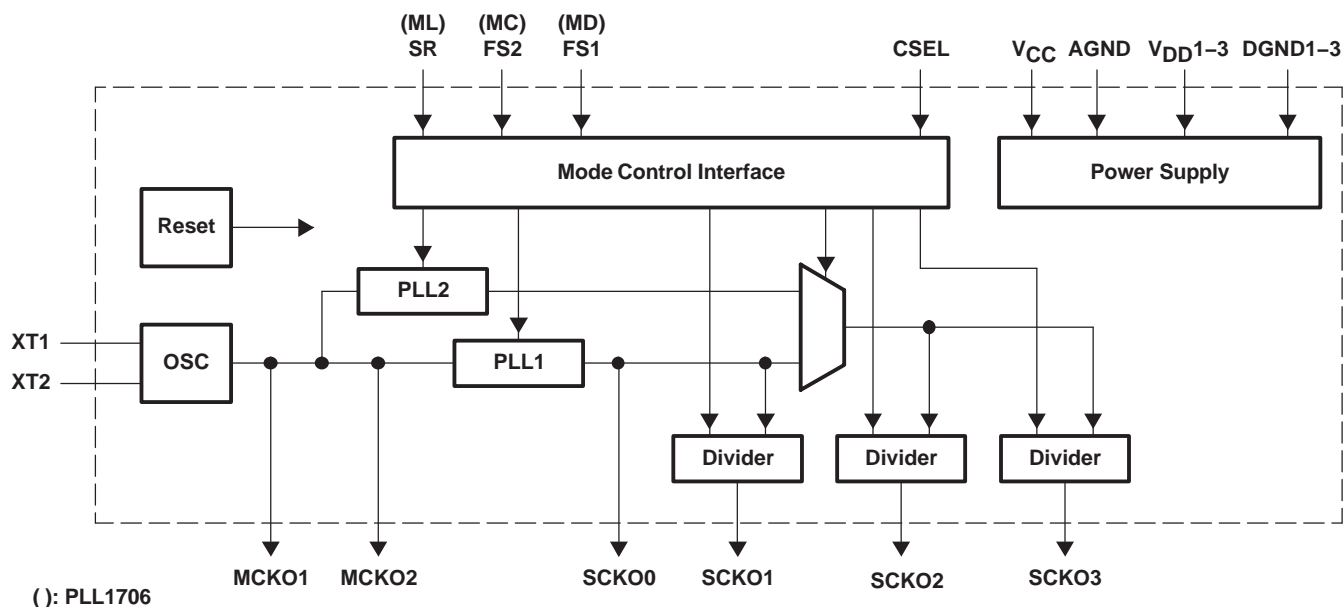 (ML) (MC) (MD)
SR FS2 FS1 CSEL VCC AGND VDD1–3 DGND1–3
Mode Control Interface
Power Supply
Reset
PLL2
XT1
OSC
PLL1
XT2
Divider Divider Divider
MCKO1 MCKO2 SCKO0 SCKO1 SCKO2 SCKO3
( ): PLL1706